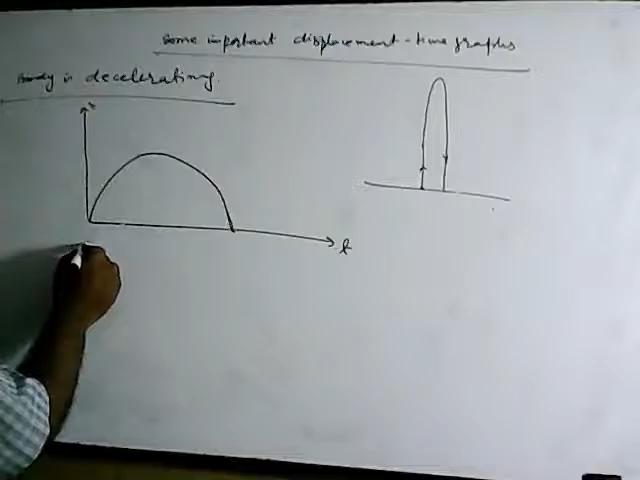 Some important displacement-time graphs
Body is decelerating.
x
t